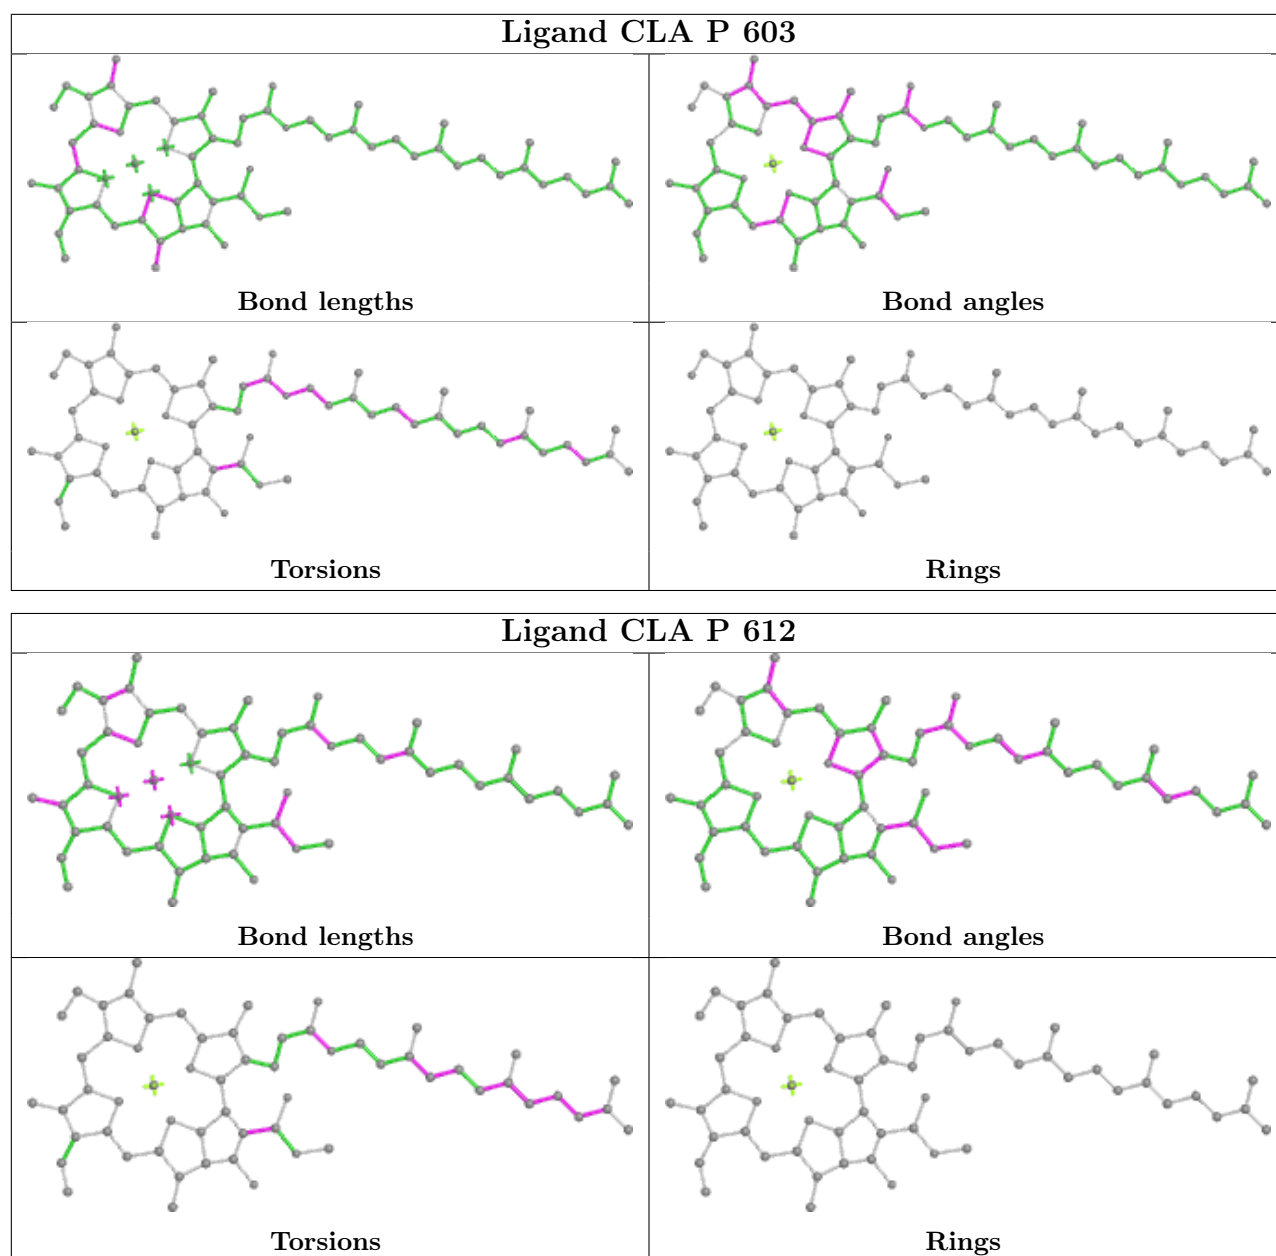 Ligand CLA P 603
Bond lengths
Bond angles
Torsions
Rings
Ligand CLA P 612
Bond lengths
Bond angles
Torsions
Rings